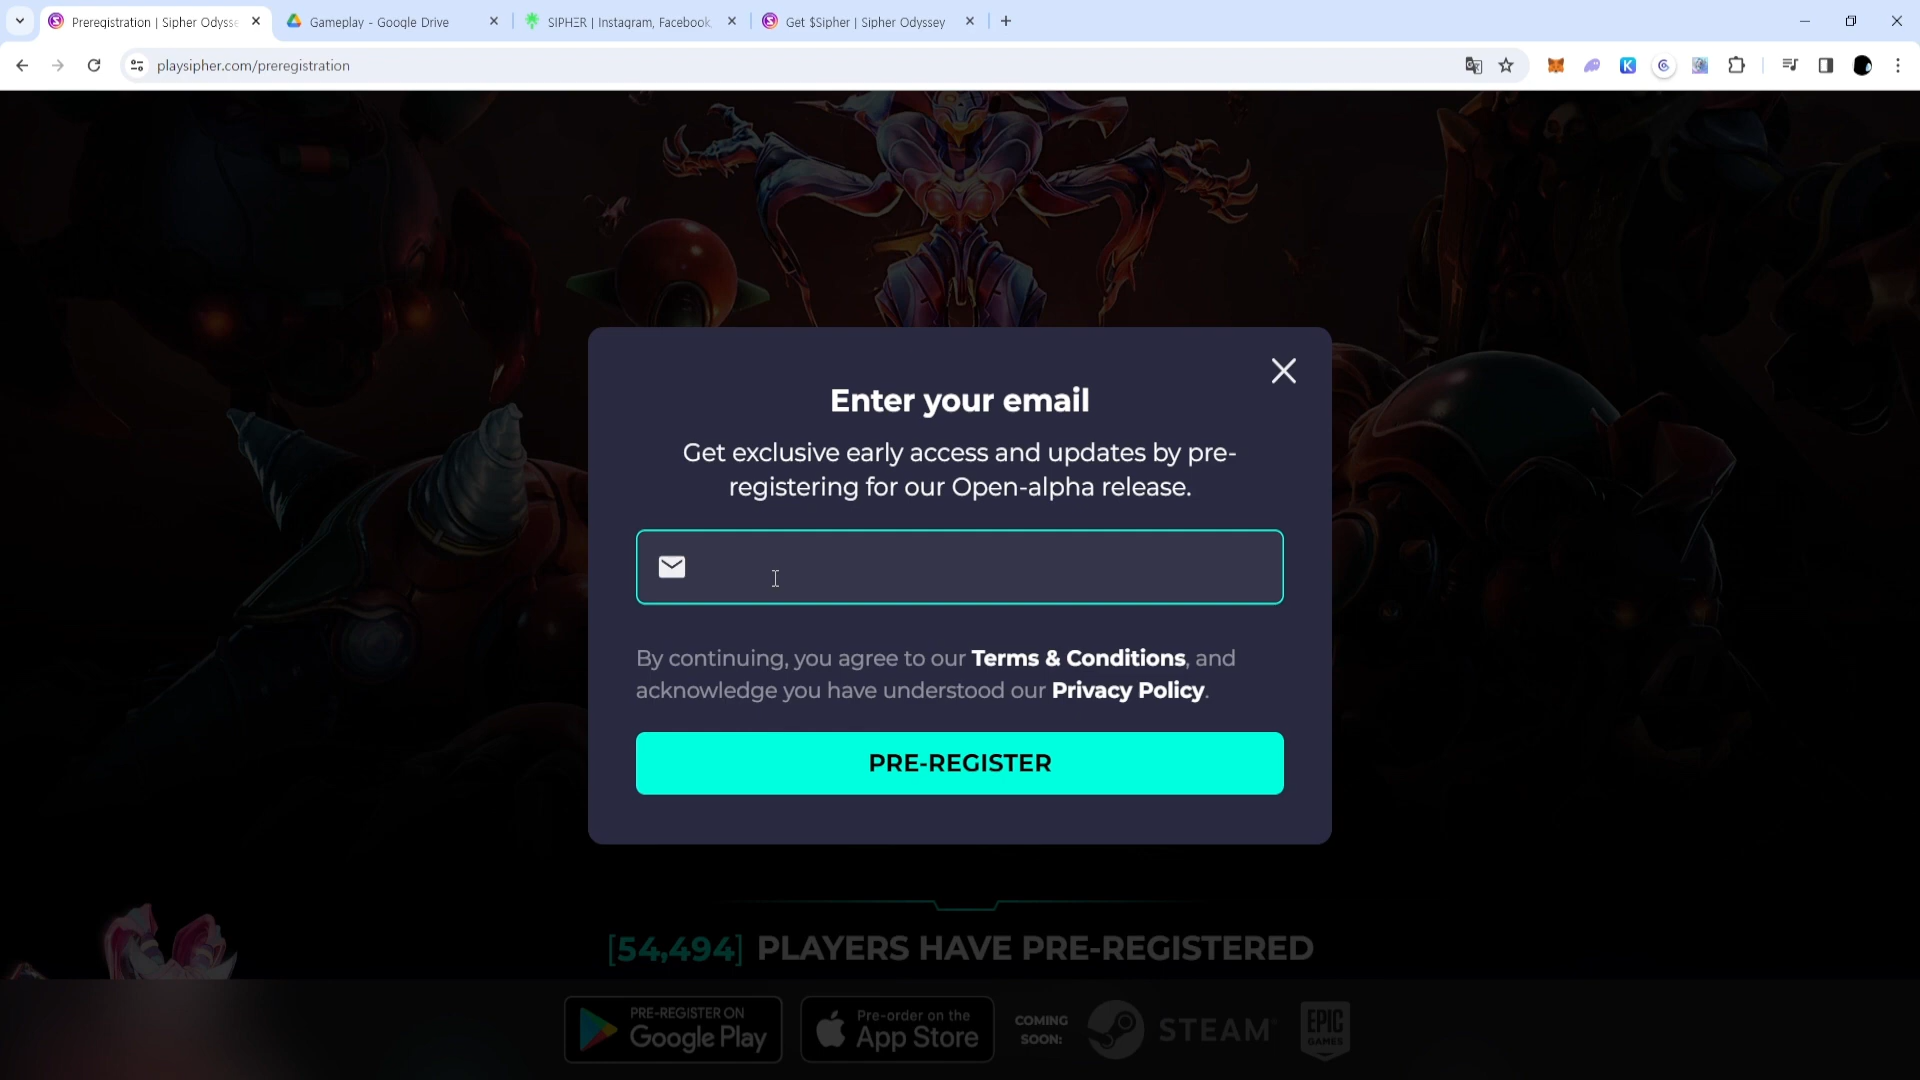 Preregistration | Sipher Odysse
Gameplay - Google Drive
SIPHER | Instagram, Facebook,
Get $Sipher | Sipher Odyssey
playsipher.com/preregistration
Enter your email
Get exclusive early access and updates by pre-
registering for our Open-alpha release.
By continuing, you agree to our Terms & Conditions, and
acknowledge you have understood our Privacy Policy.
PRE-REGISTER
[54,494] PLAYERS HAVE PRE-REGISTERED
PRE-REGISTER ON
Google Play
Pre-order on the
App Store
COMING
SOON:
STEAM
EPIC
GAMES